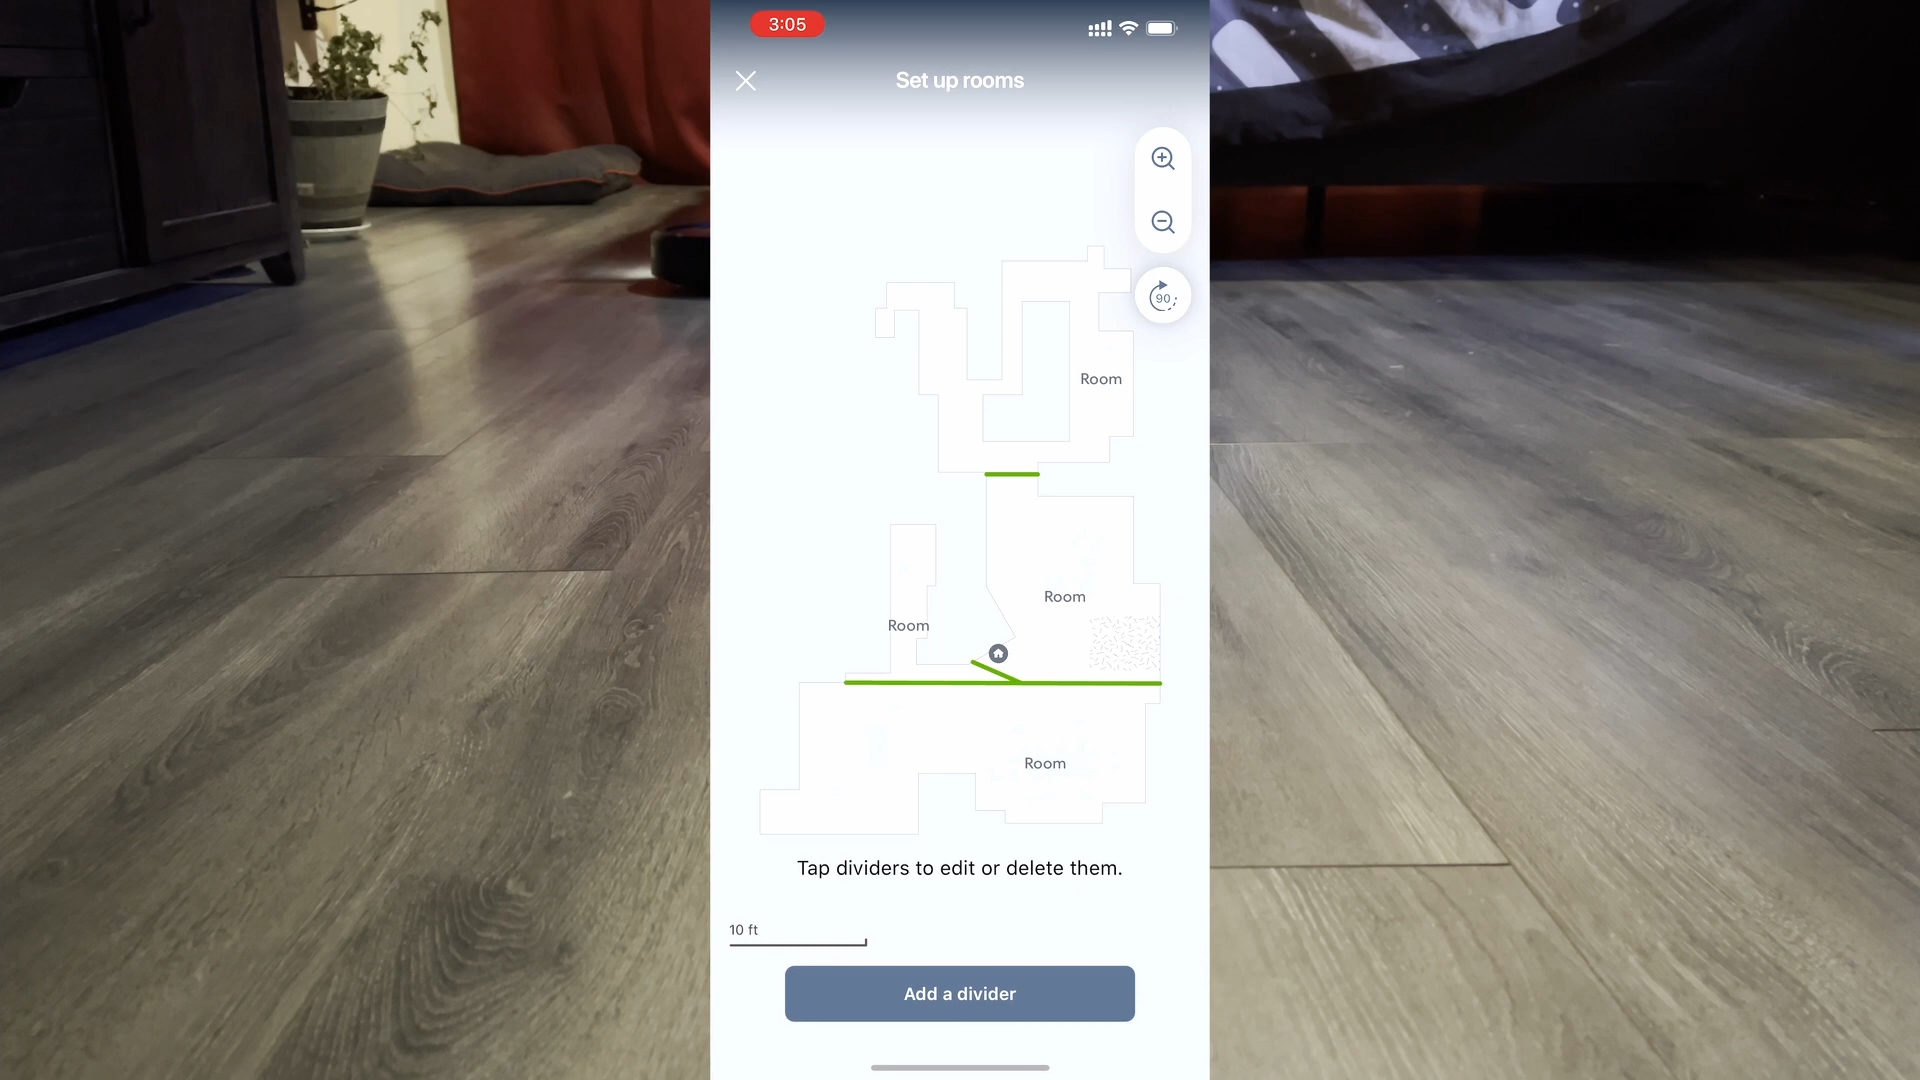 3:05
Set up rooms
90
Room
Room
Room
Room
Tap dividers to edit or delete them.
10 ft
Add a divider